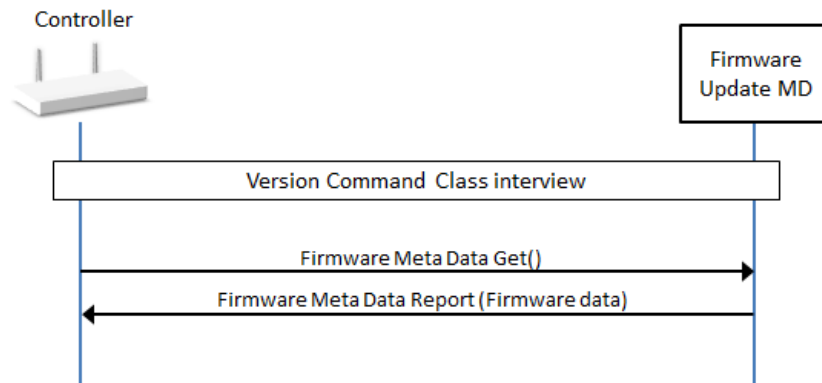 Controller
Firmware
Update MD
Version Command Class interview
Firmware Meta Data Get()
Firmware Meta Data Report (Firmware data)